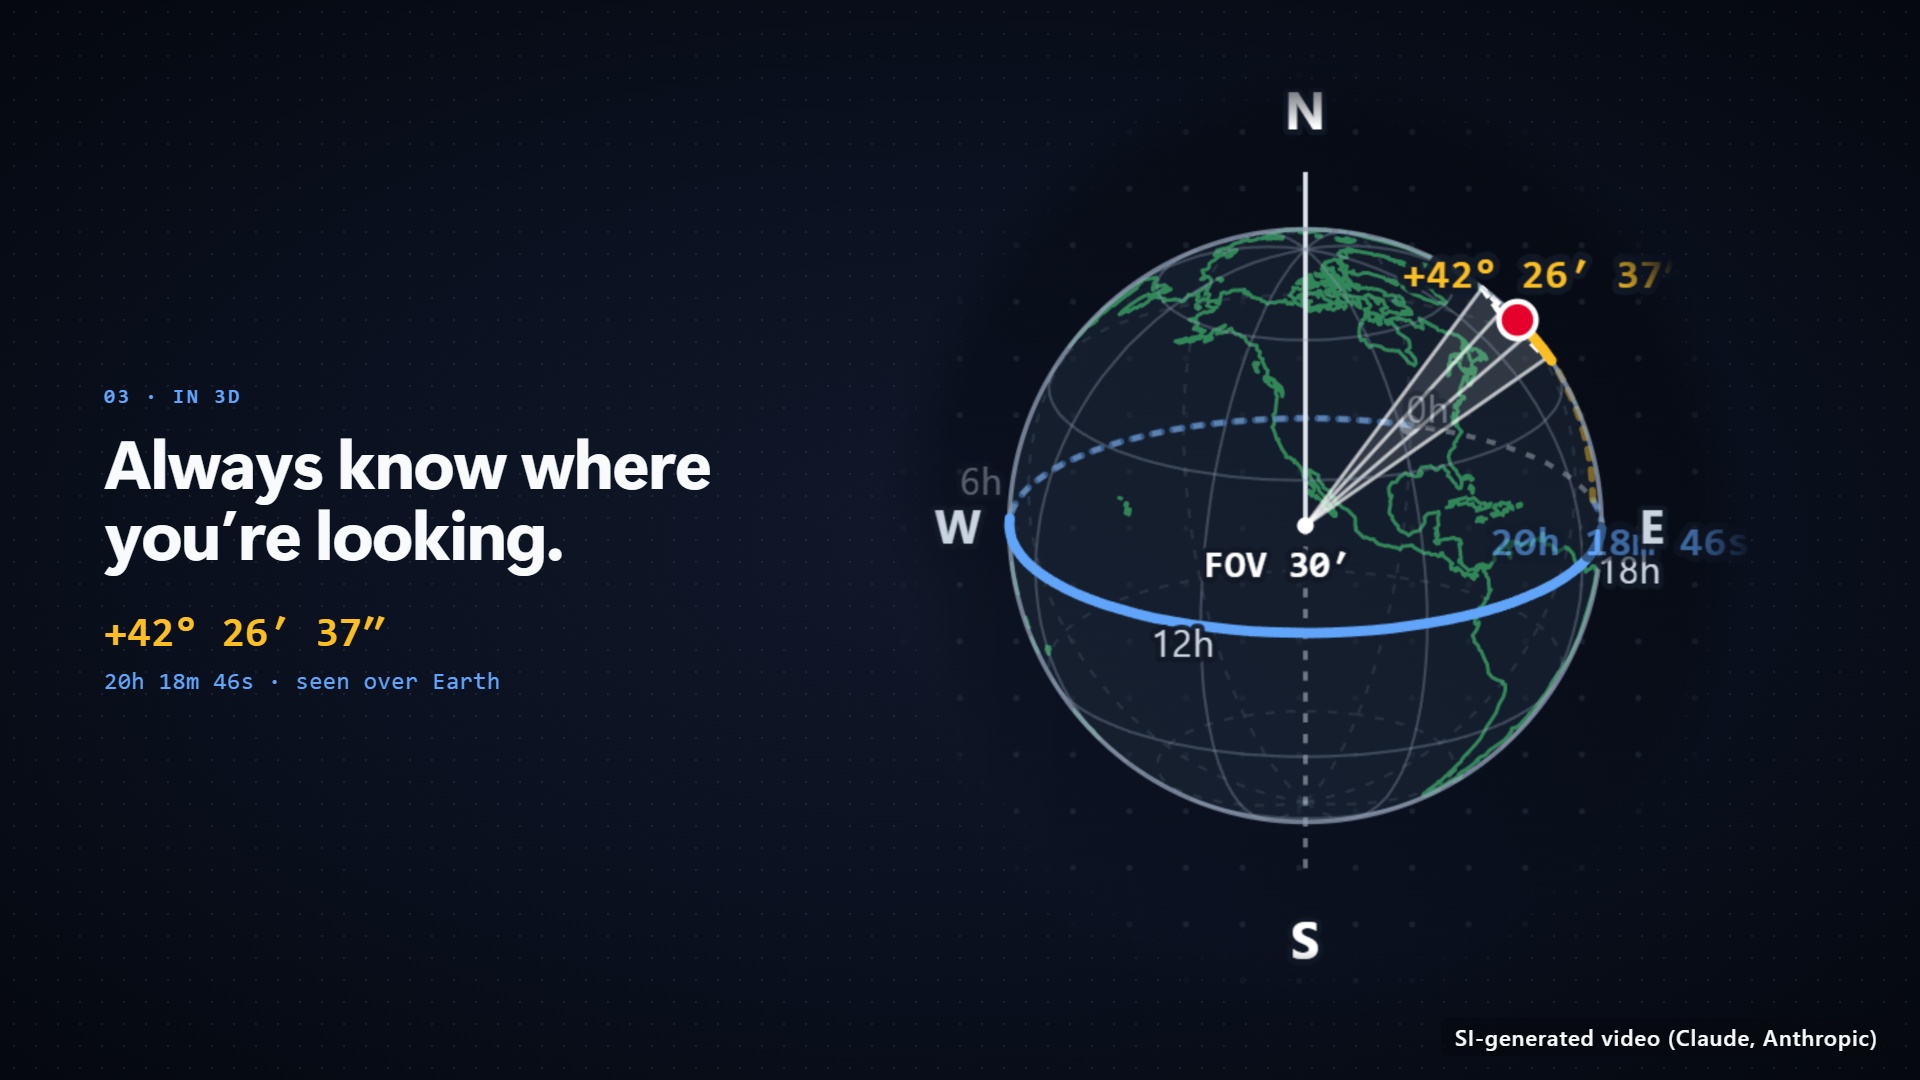 03 · IN 3D
Always know where
you’re looking.
+42° 26′ 37″
20h 18m 46s · seen over Earth
N
+42° 26′ 37′
0h
6h
W
E
20h 18m 46s
18h
FOV 30′
12h
S
SI-generated video (Claude, Anthropic)